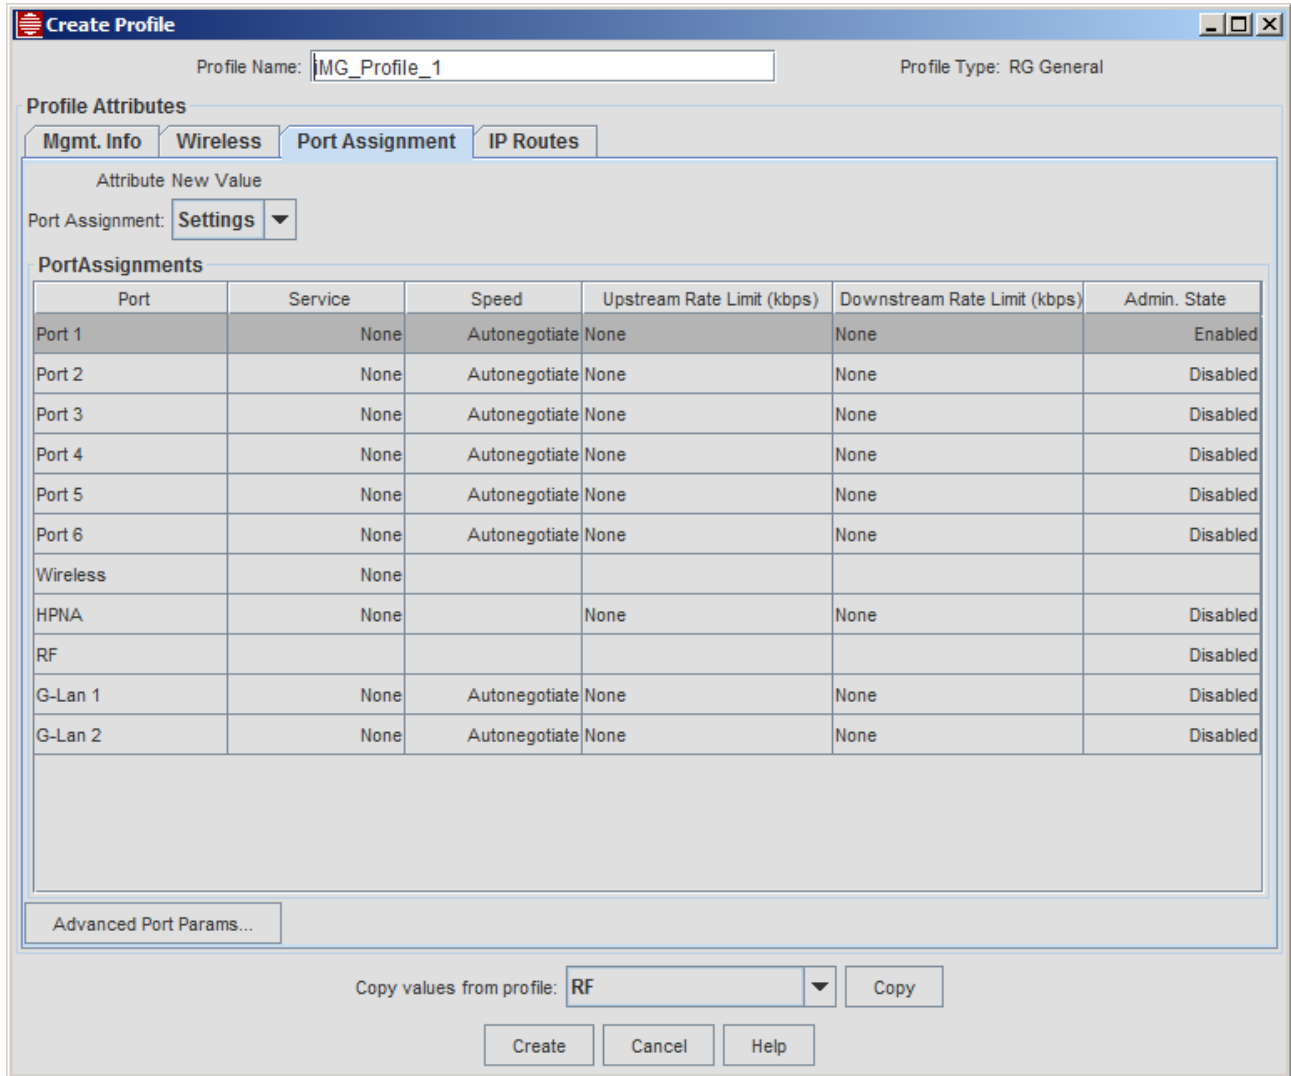 Create Profile
Profile Name: iMG_Profile_1 Profile Type: RG General
Profile Attributes
Mgmt. Info Wireless Port Assignment IP Routes
Attribute New Value
Port Assignment: Settings
PortAssignments
Port Service Speed Upstream Rate Limit (kbps) Downstream Rate Limit (kbps) Admin. State
Port 1 None Autonegotiate None None Enabled
Port 2 None Autonegotiate None None Disabled
Port 3 None Autonegotiate None None Disabled
Port 4 None Autonegotiate None None Disabled
Port 5 None Autonegotiate None None Disabled
Port 6 None Autonegotiate None None Disabled
Wireless None
HPNA None None None Disabled
RF Disabled
G-Lan 1 None Autonegotiate None None Disabled
G-Lan 2 None Autonegotiate None None Disabled
Advanced Port Params...
Copy values from profile: RF Copy
Create Cancel Help